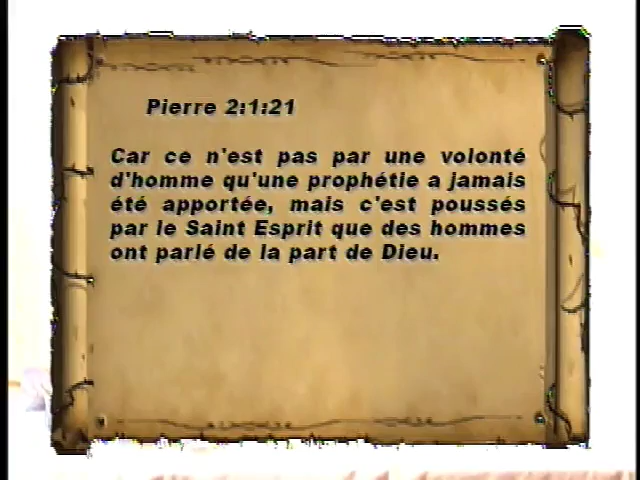 Pierre 2:1:21
Car ce n'est pas par une volonté
d'homme qu'une prophétie a jamais
été apportée, mais c'est poussés
par le Saint Esprit que des hommes
ont parlé de la part de Dieu.